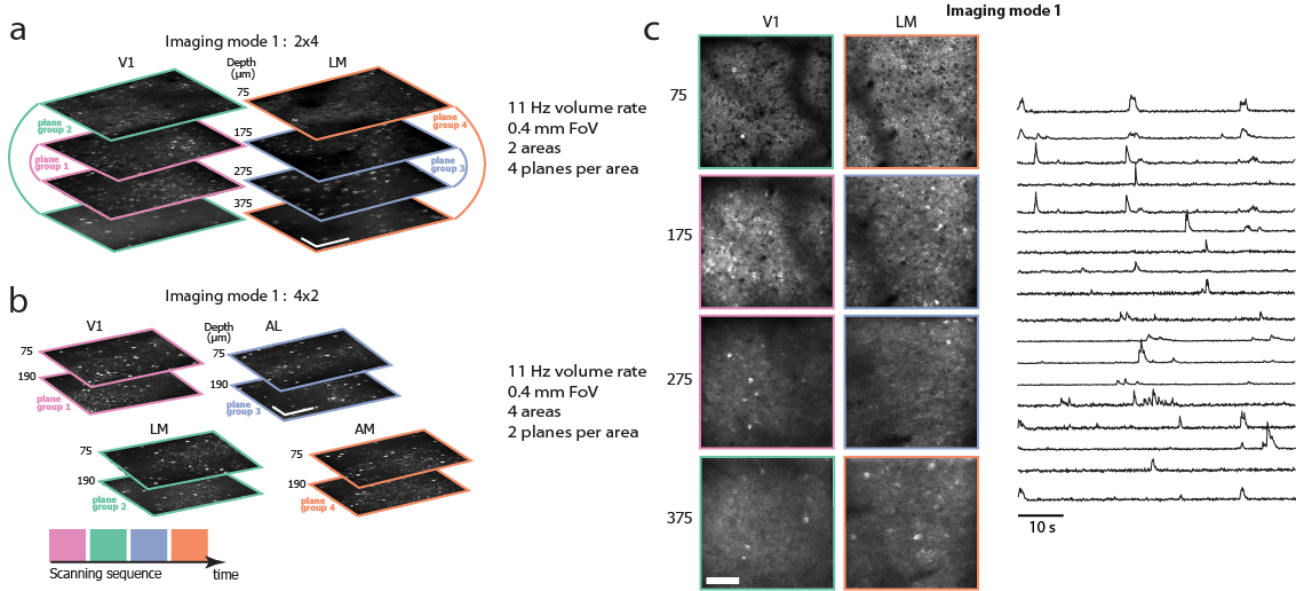 a
Imaging mode 1 : 2x4
V1
Depth
(μm)
LM
75
plane
group 2
plane
group 4
175
plane
group 1
plane
group 3
275
375
11 Hz volume rate
0.4 mm FoV
2 areas
4 planes per area
b
Imaging mode 1 : 4x2
V1
Depth
(μm)
AL
75
75
190
190
plane
group 1
plane
group 3
LM
AM
75
75
190
190
plane
group 2
plane
group 4
11 Hz volume rate
0.4 mm FoV
4 areas
2 planes per area
Scanning sequence
time
c
Imaging mode 1
V1
LM
75
175
275
375
10 s